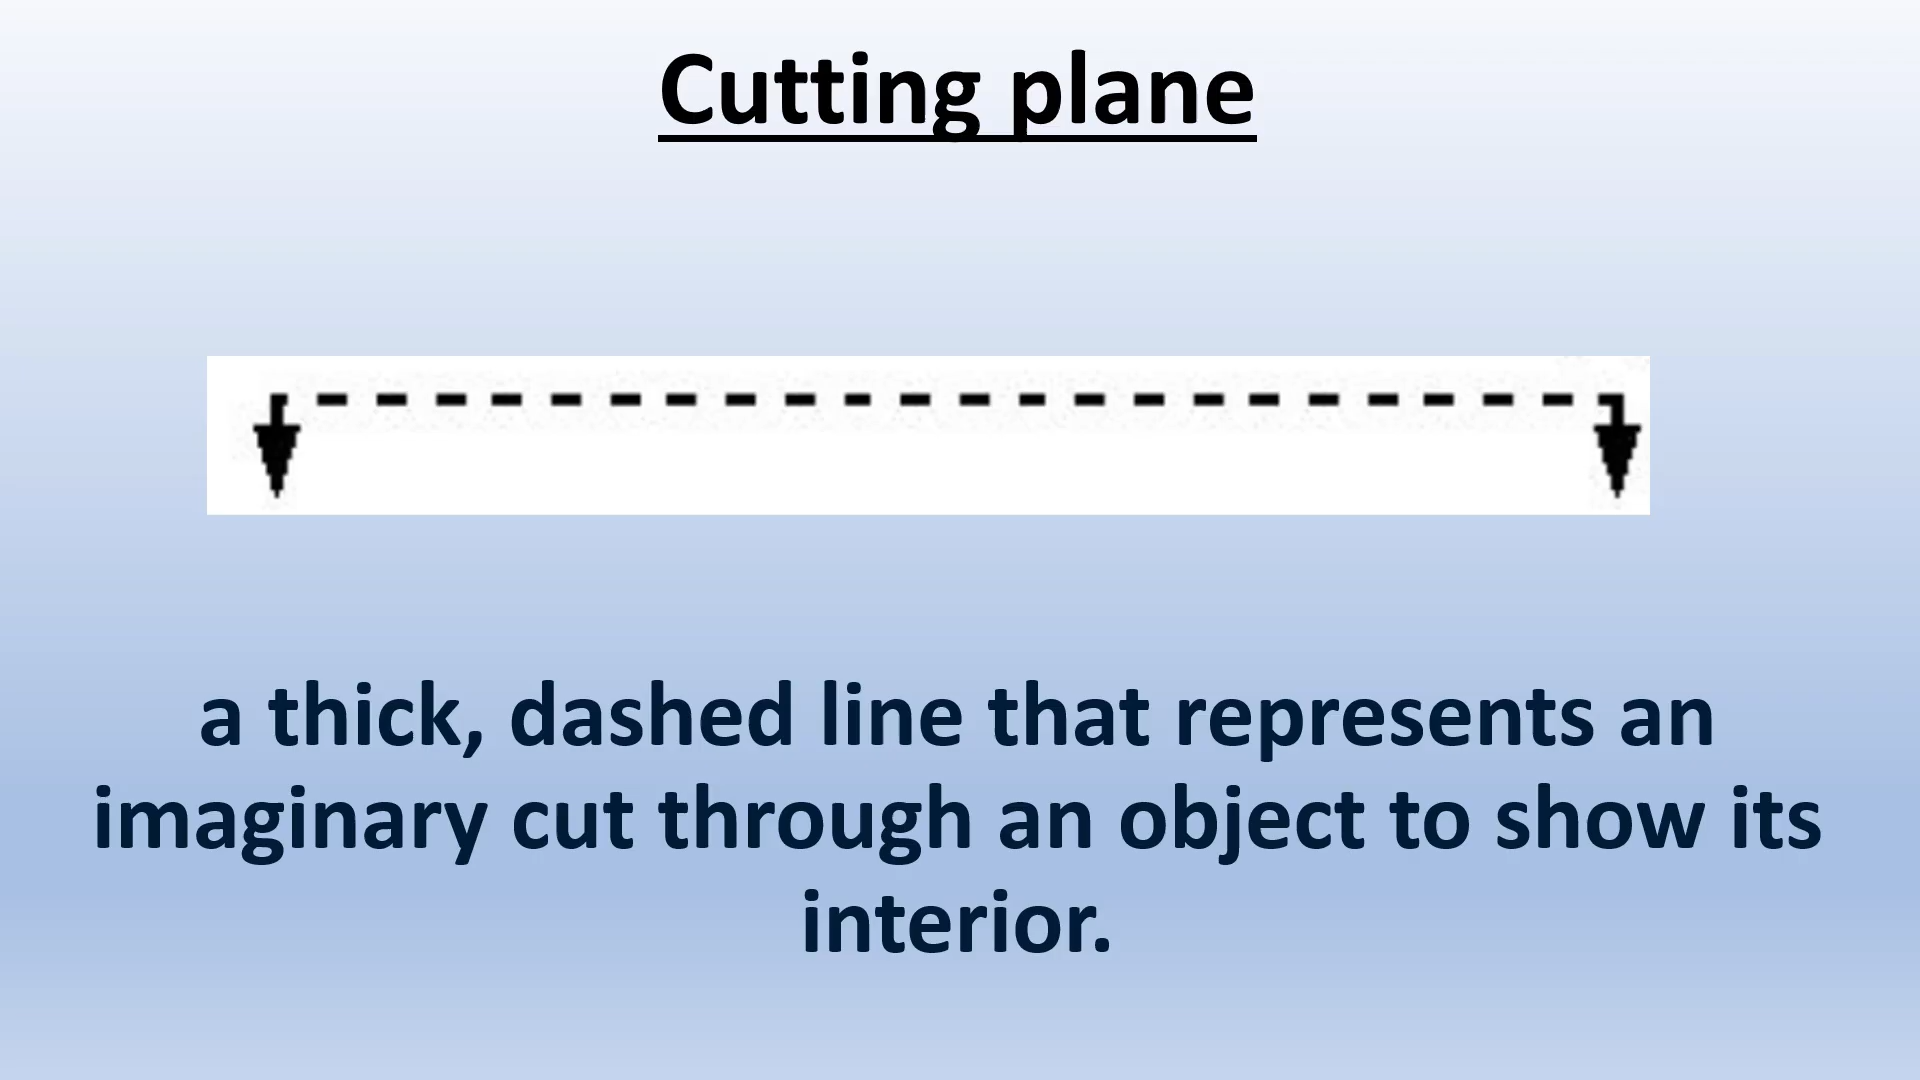 Cutting plane
a thick, dashed line that represents an
imaginary cut through an object to show its
interior.